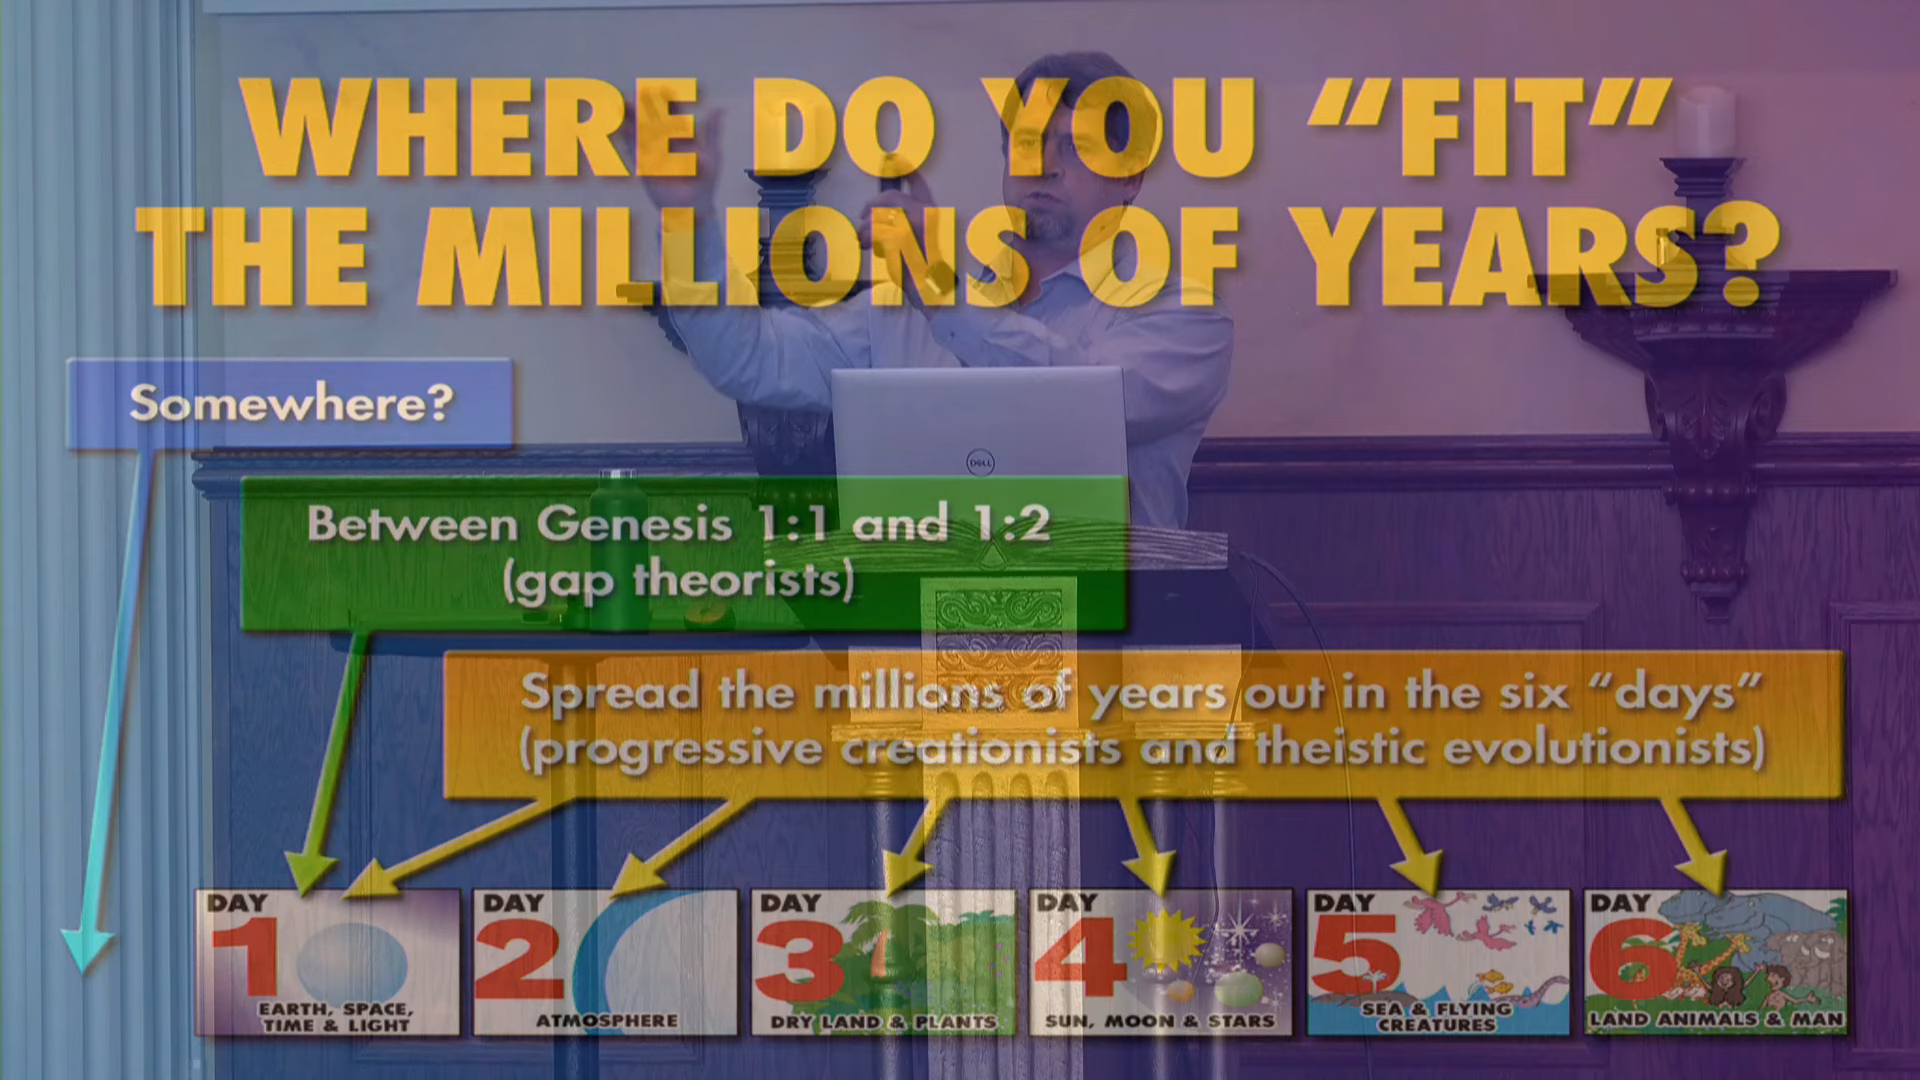 WHERE DO YOU “FIT”
THE MILLIONS OF YEARS?
Somewhere?
Between Genesis 1:1 and 1:2
(gap theorists)
Spread the millions of years out in the six “days”
(progressive creationists and theistic evolutionists)
DAY
1
EARTH, SPACE,
TIME & LIGHT
DAY
2
ATMOSPHERE
DAY
3
DRY LAND & PLANTS
DAY
4
SUN, MOON & STARS
DAY
5
SEA & FLYING
CREATURES
DAY
6
LAND ANIMALS & MAN
DELL